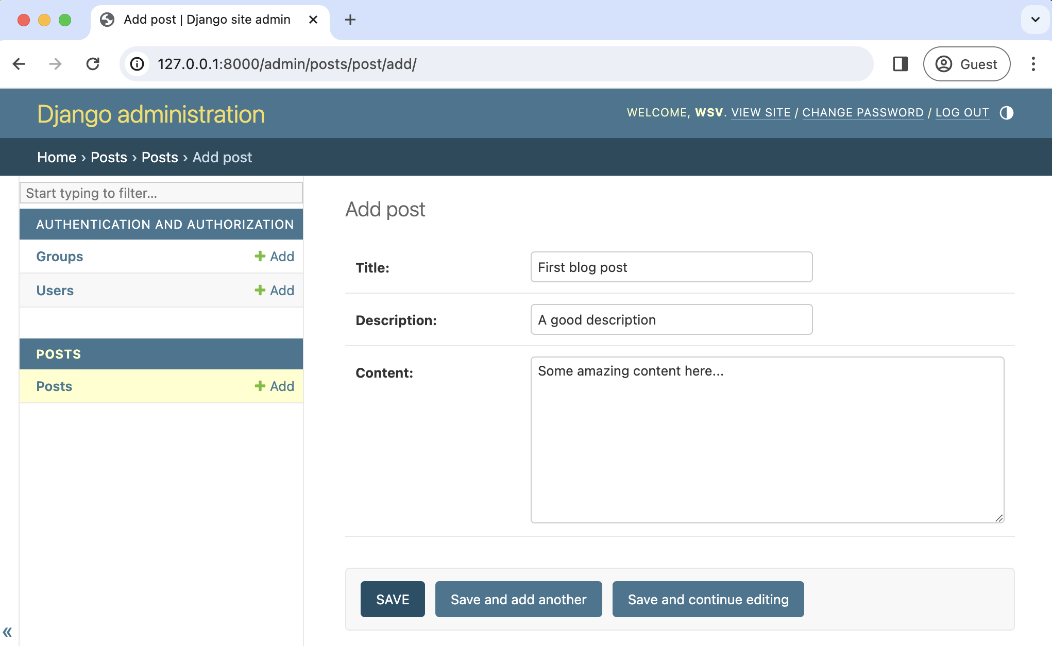 Add post | Django site admin
127.0.0.1:8000/admin/posts/post/add/
Guest
Django administration
WELCOME, WSV. VIEW SITE / CHANGE PASSWORD / LOG OUT
Home › Posts › Posts › Add post
Start typing to filter...
AUTHENTICATION AND AUTHORIZATION
Groups + Add
Users + Add
POSTS
Posts + Add
«
Add post
Title: First blog post
Description: A good description
Content: Some amazing content here...
SAVE Save and add another Save and continue editing